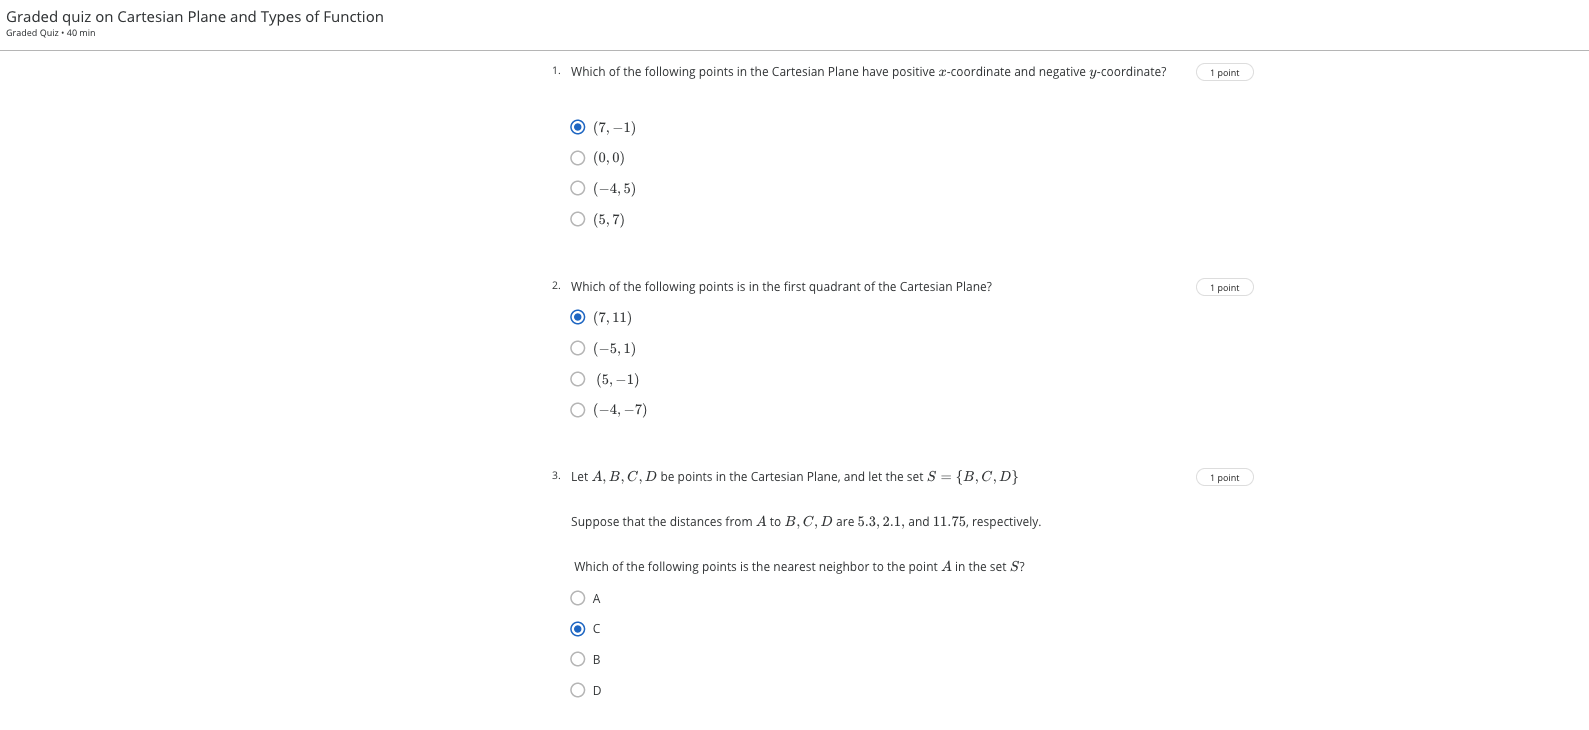 Graded quiz on Cartesian Plane and Types of Function
Graded Quiz • 40 min
1. Which of the following points in the Cartesian Plane have positive x-coordinate and negative y-coordinate? 1 point
(7, −1)
(0, 0)
(−4, 5)
(5, 7)
2. Which of the following points is in the first quadrant of the Cartesian Plane? 1 point
(7, 11)
(−5, 1)
(5, −1)
(−4, −7)
3. Let A, B, C, D be points in the Cartesian Plane, and let the set S = {B, C, D} 1 point
Suppose that the distances from A to B, C, D are 5.3, 2.1, and 11.75, respectively.
Which of the following points is the nearest neighbor to the point A in the set S?
A
C
B
D